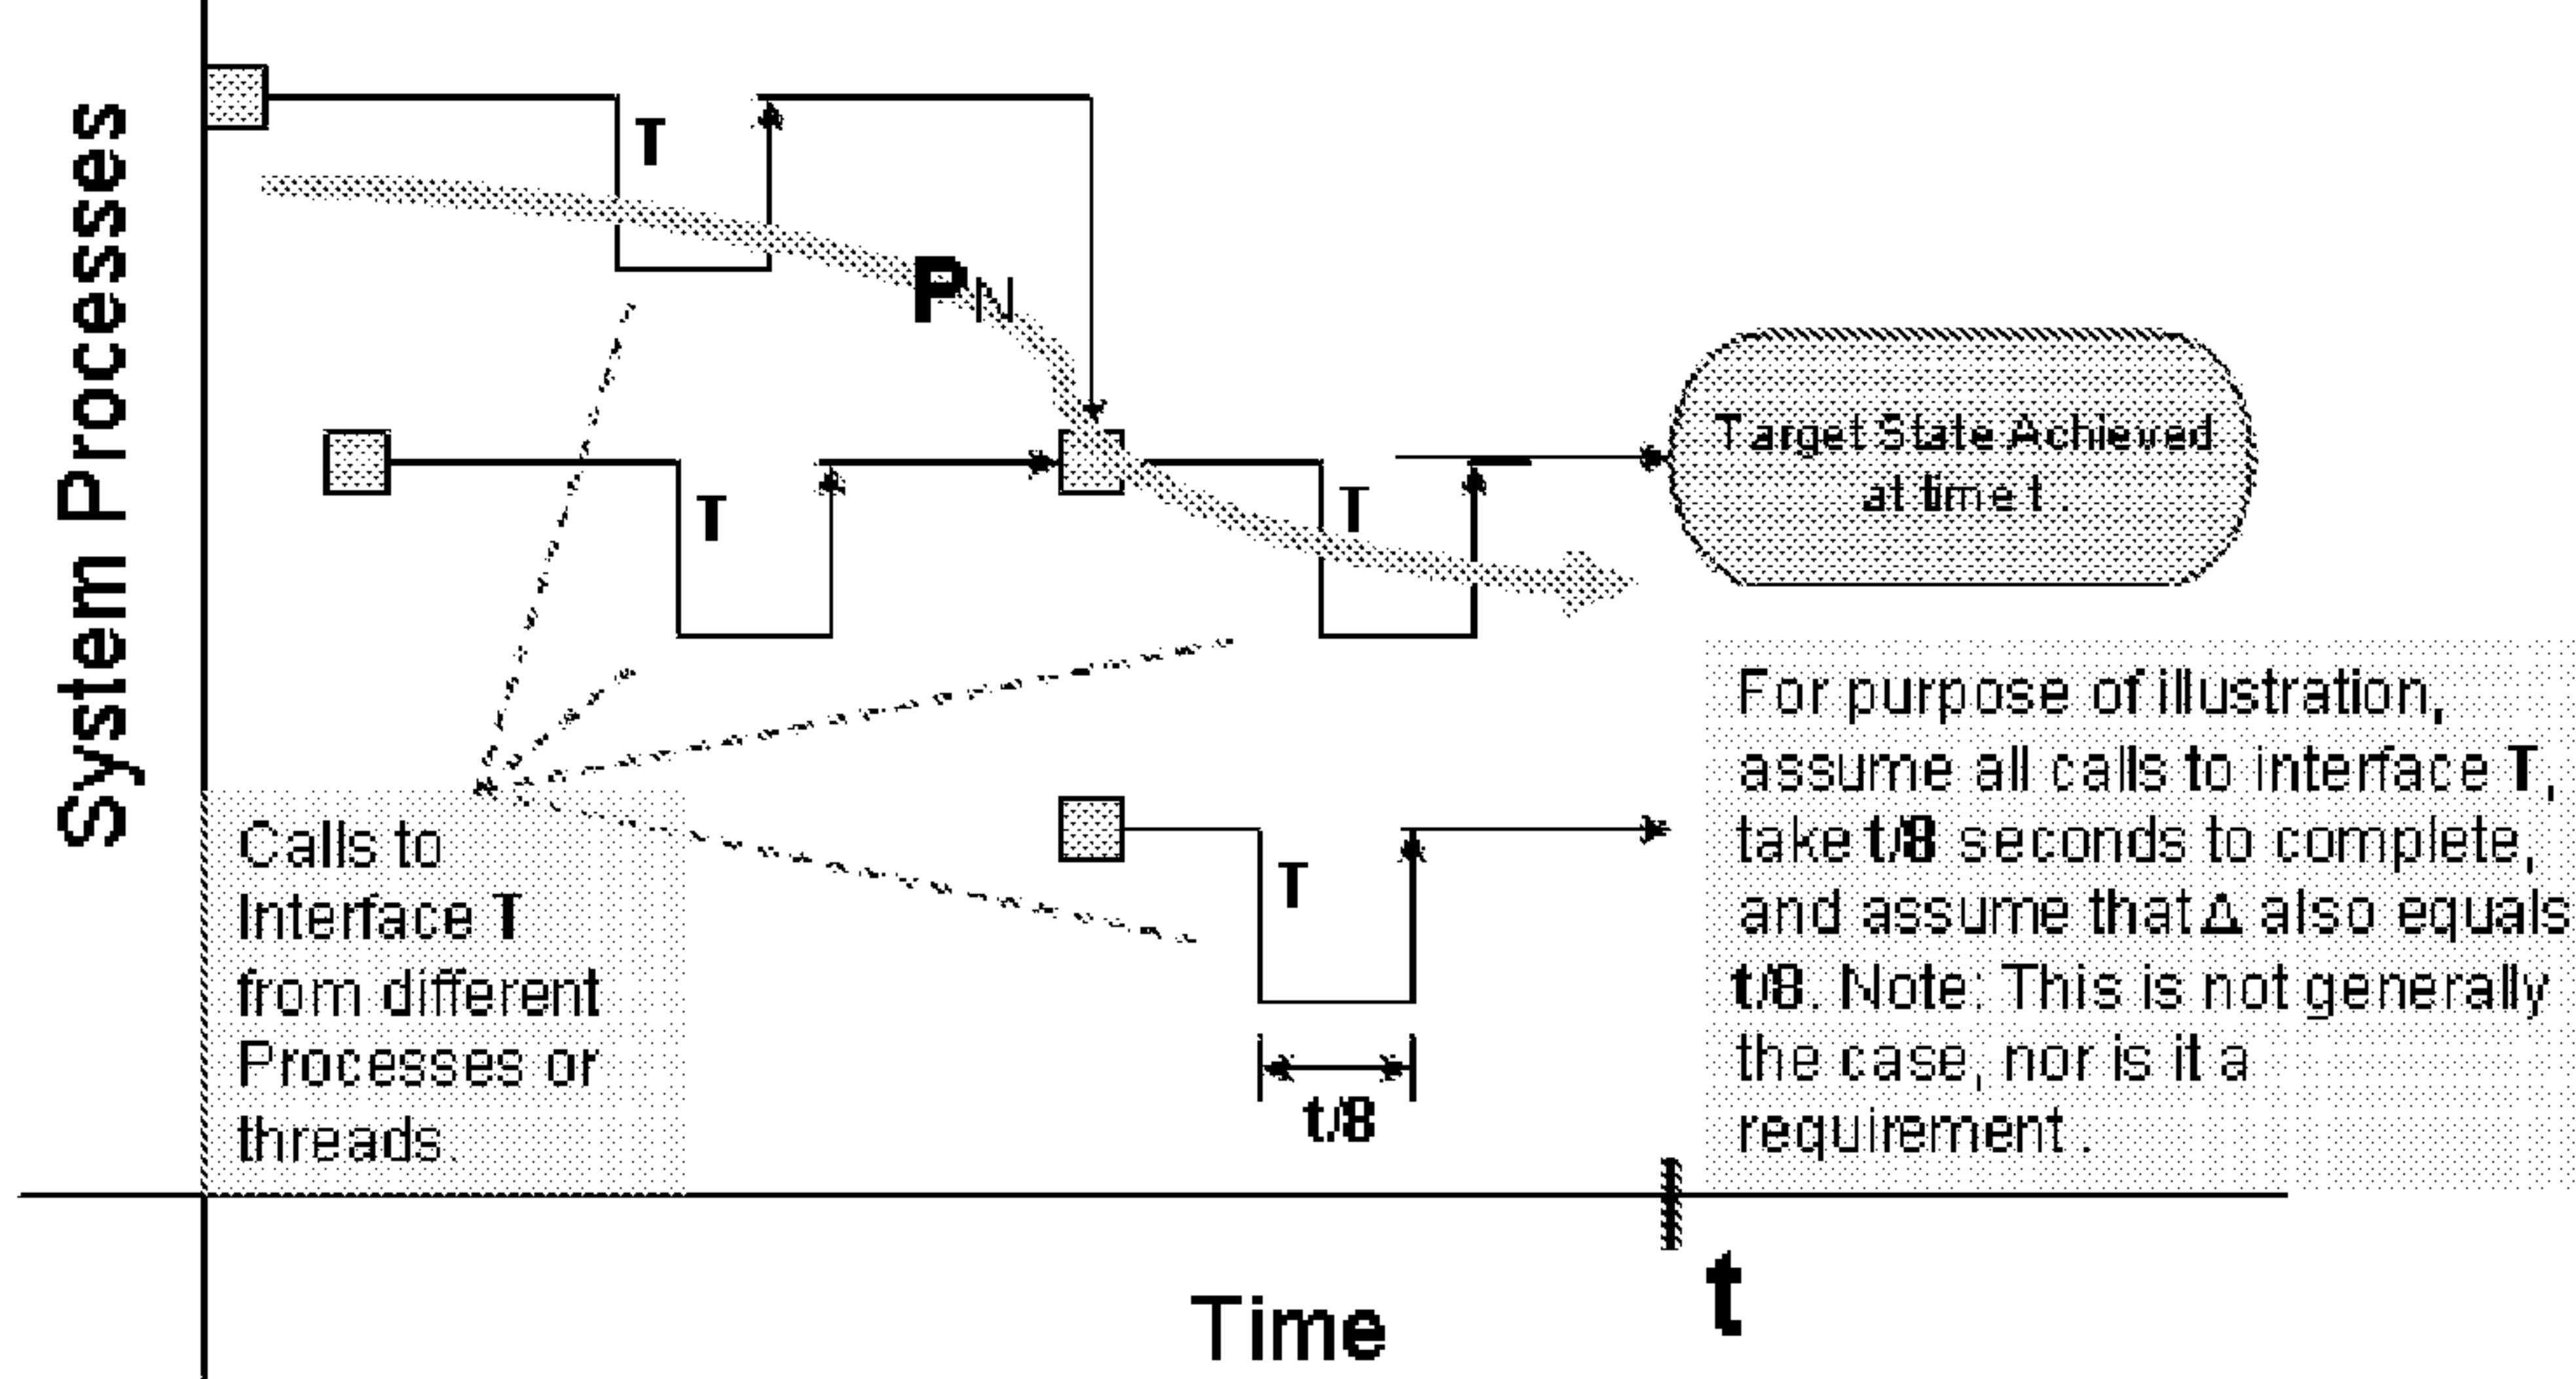 System Processes
T
PN
T
T
Target State Achieved
at time t .
For purpose of illustration,
assume all calls to interface T,
take t/8 seconds to complete,
and assume that Δ also equals
t/8. Note: This is not generally
the case, nor is it a
requirement .
Calls to
Interface T
from different
Processes or
threads.
T
t/8
t
Time